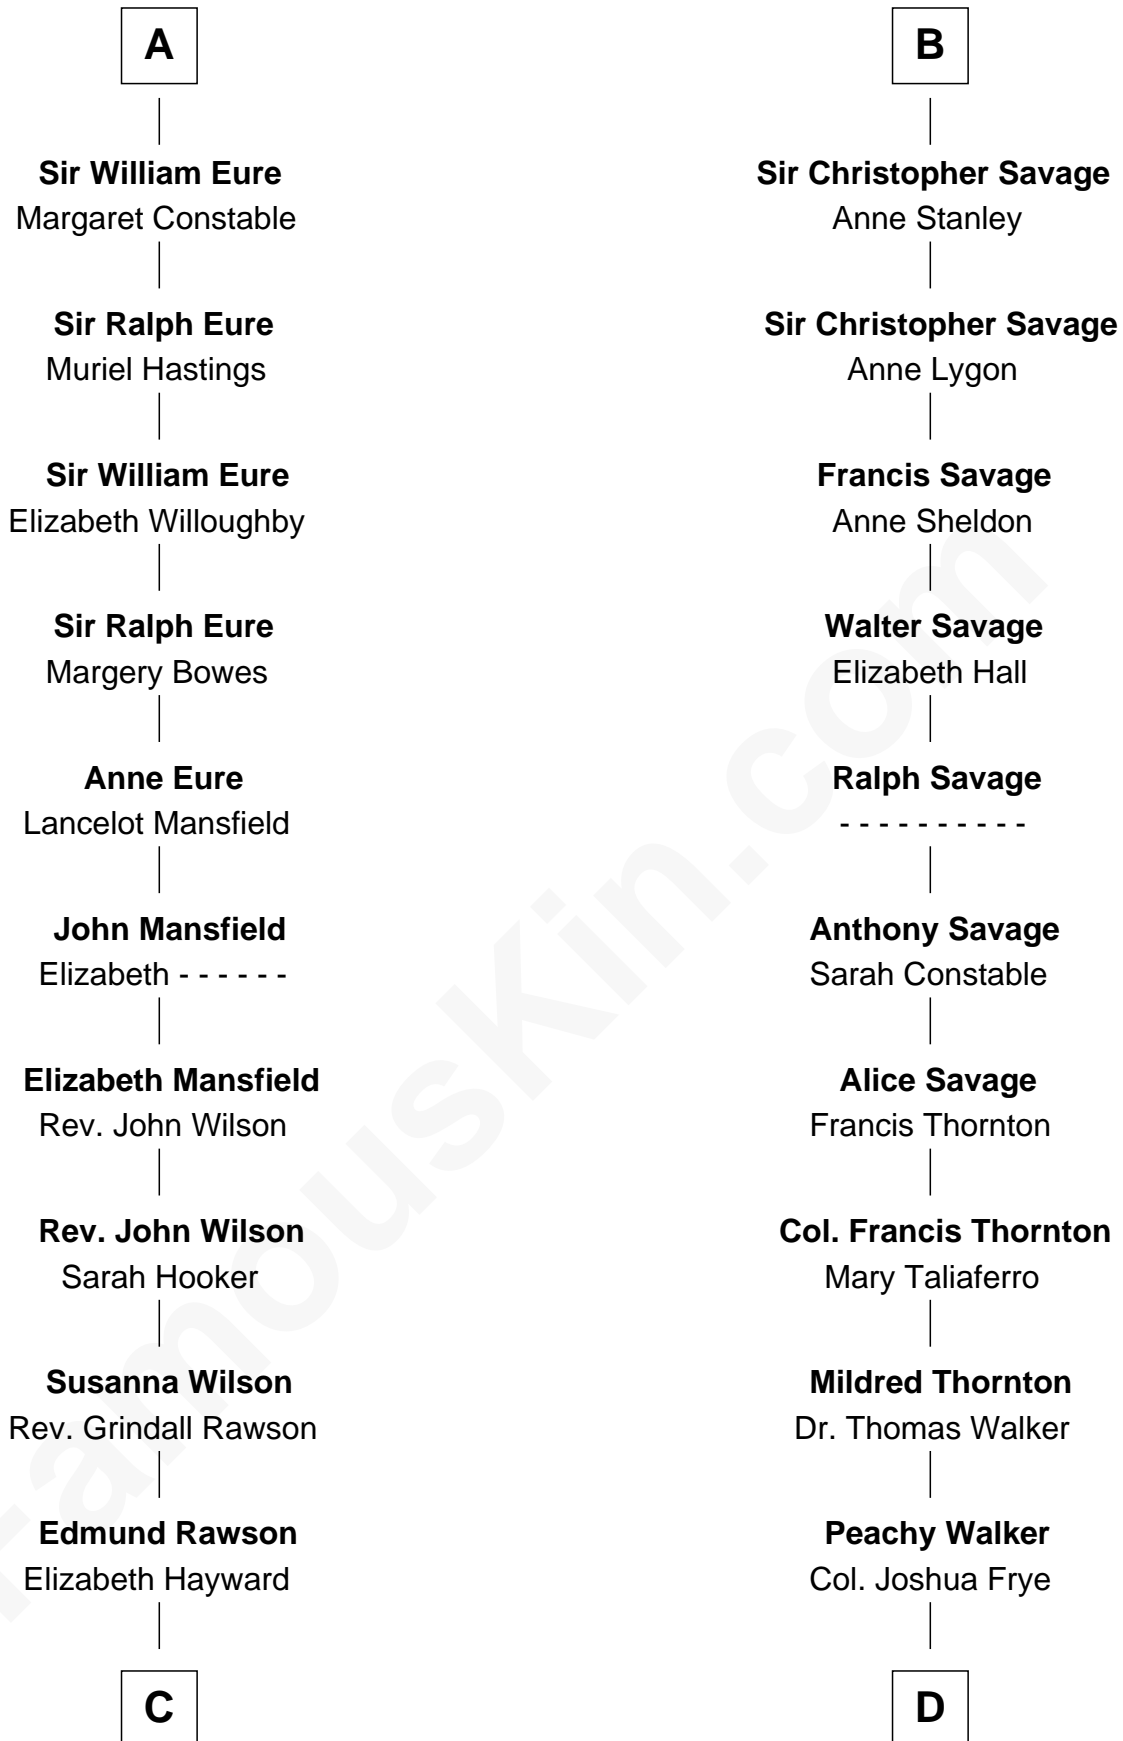 A
Sir William Eure
Margaret Constable
Sir Ralph Eure
Muriel Hastings
Sir William Eure
Elizabeth Willoughby
Sir Ralph Eure
Margery Bowes
Anne Eure
Lancelot Mansfield
John Mansfield
Elizabeth - - - - - -
Elizabeth Mansfield
Rev. John Wilson
Rev. John Wilson
Sarah Hooker
Susanna Wilson
Rev. Grindall Rawson
Edmund Rawson
Elizabeth Hayward
C
B
Sir Christopher Savage
Anne Stanley
Sir Christopher Savage
Anne Lygon
Francis Savage
Anne Sheldon
Walter Savage
Elizabeth Hall
Ralph Savage
- - - - - - - - - -
Anthony Savage
Sarah Constable
Alice Savage
Francis Thornton
Col. Francis Thornton
Mary Taliaferro
Mildred Thornton
Dr. Thomas Walker
Peachy Walker
Col. Joshua Frye
D
FamousKin.com